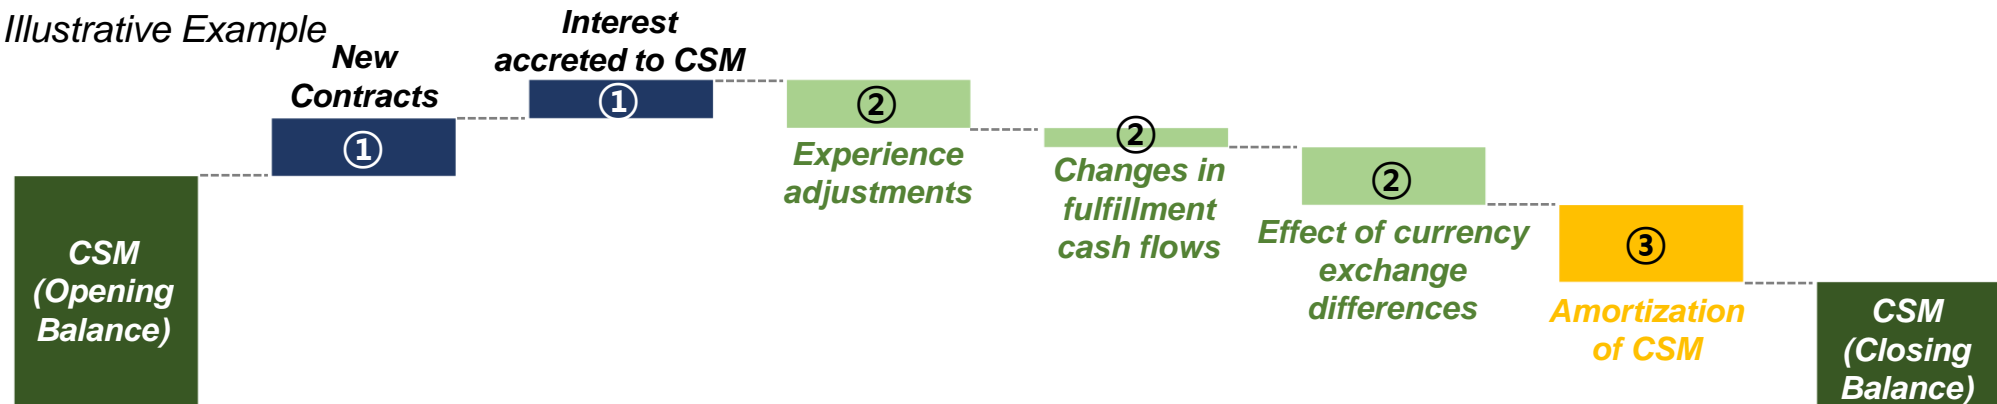 Illustrative Example
New
Contracts
①
Interest
accreted to CSM
①
②
Experience
adjustments
②
Changes in
fulfillment
cash flows
②
Effect of currency
exchange
differences
③
Amortization
of CSM
CSM
(Opening
Balance)
CSM
(Closing
Balance)